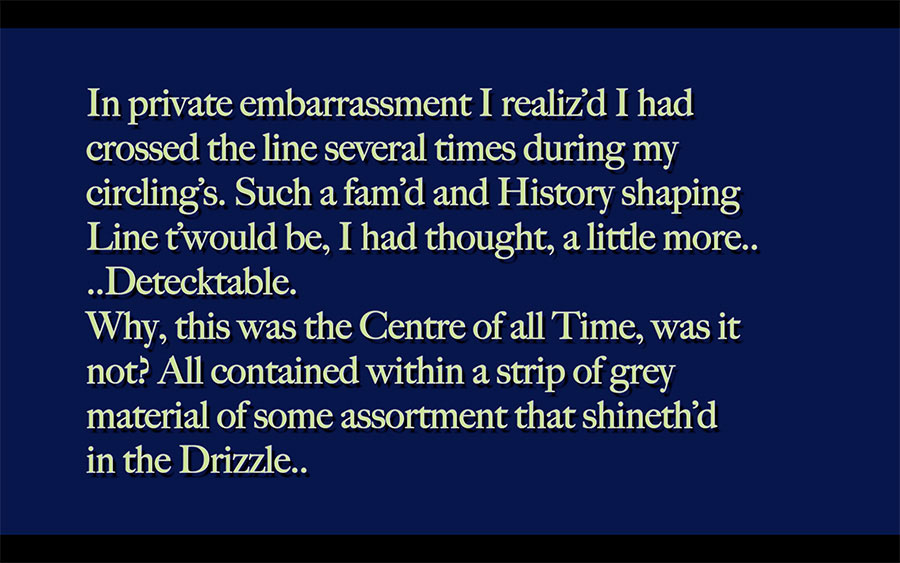 In private embarrassment I realiz’d I had
crossed the line several times during my
circling’s. Such a fam’d and History shaping
Line t’would be, I had thought, a little more..
..Detecktable.
Why, this was the Centre of all Time, was it
not? All contained within a strip of grey
material of some assortment that shineth’d
in the Drizzle..